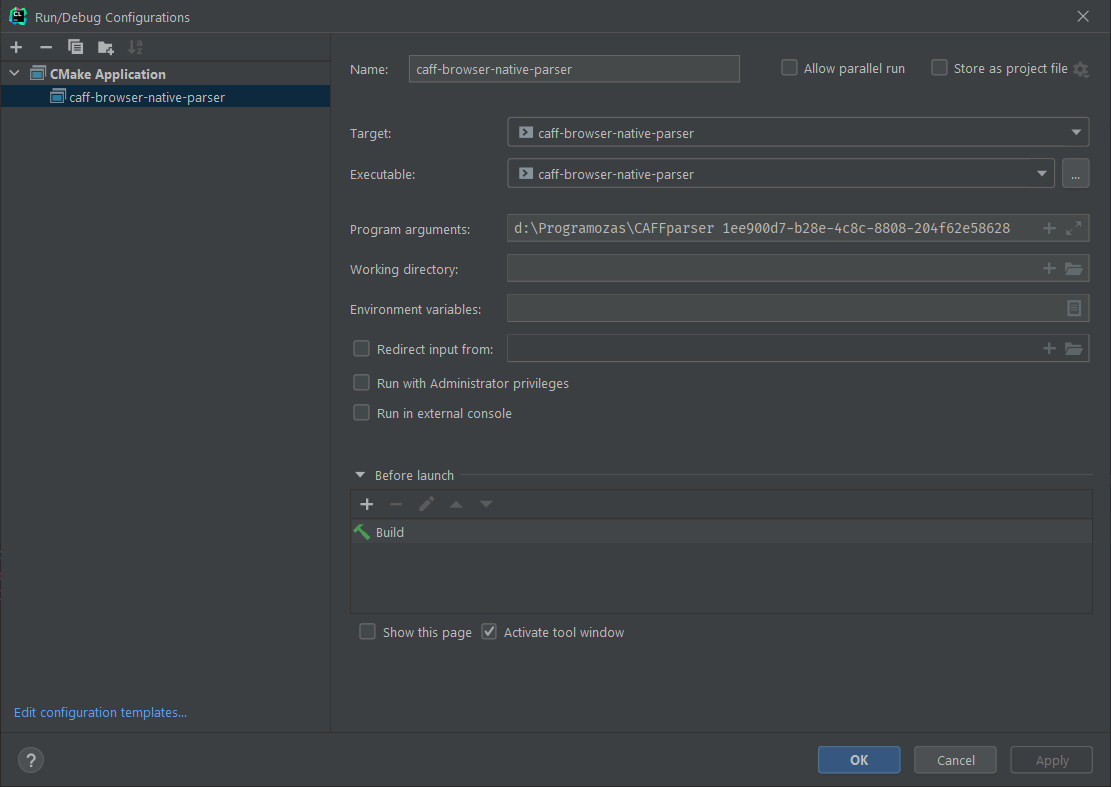 Run/Debug Configurations
CMake Application
caff-browser-native-parser
Name: caff-browser-native-parser
Allow parallel run
Store as project file
Target: caff-browser-native-parser
Executable: caff-browser-native-parser
...
Program arguments: d:\Programozas\CAFFparser 1ee900d7-b28e-4c8c-8808-204f62e58628
Working directory:
Environment variables:
Redirect input from:
Run with Administrator privileges
Run in external console
Before launch
Build
Show this page
Activate tool window
Edit configuration templates...
?
OK
Cancel
Apply